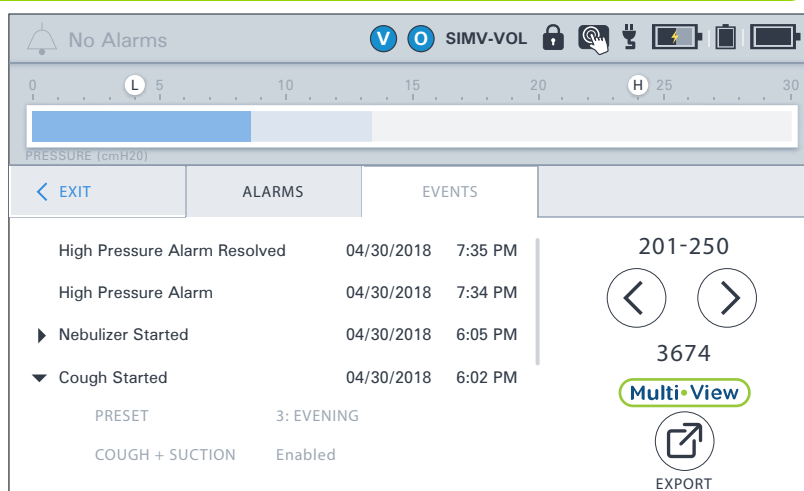 No Alarms V O SIMV-VOL
0 L 5 10 15 20 H 25 30
PRESSURE (cmH20)
EXIT ALARMS EVENTS
High Pressure Alarm Resolved 04/30/2018 7:35 PM
High Pressure Alarm 04/30/2018 7:34 PM
Nebulizer Started 04/30/2018 6:05 PM
Cough Started 04/30/2018 6:02 PM
PRESET 3: EVENING
COUGH + SUCTION Enabled
201-250
3674
Multi•View
EXPORT